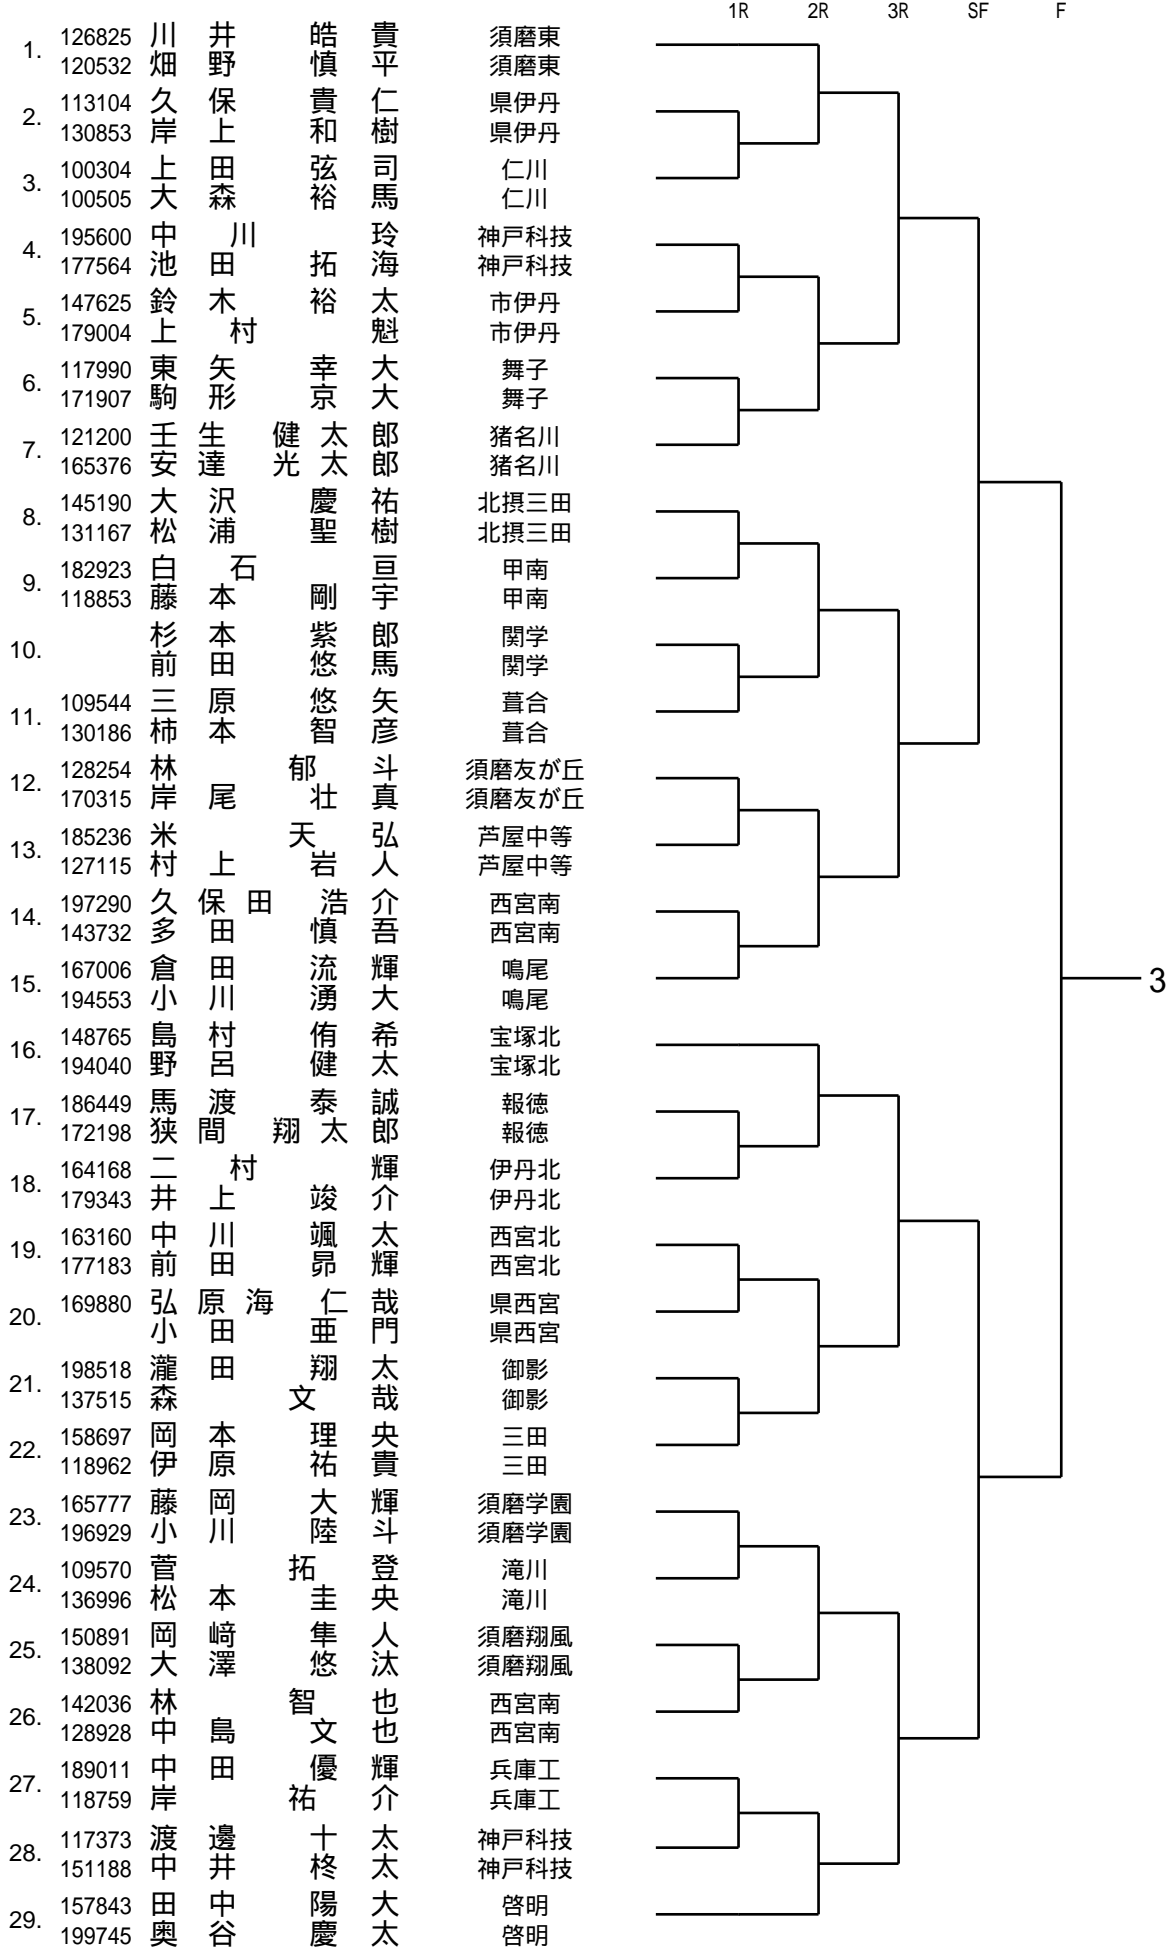 1R 2R 3R SF F
1. 126825 川井 皓貴 須磨東
120532 畑野 慎平 須磨東
2. 113104 久保 貴仁 県伊丹
130853 岸上 和樹 県伊丹
3. 100304 上田 弦司 仁川
100505 大森 裕馬 仁川
4. 195600 中川 玲 神戸科技
177564 池田 拓海 神戸科技
5. 147625 鈴木 裕太 市伊丹
179004 上村 魁 市伊丹
6. 117990 東矢 幸大 舞子
171907 駒形 京大 舞子
7. 121200 壬生 健太郎 猪名川
165376 安達 光太郎 猪名川
8. 145190 大沢 慶祐 北摂三田
131167 松浦 聖樹 北摂三田
9. 182923 白石 亘 甲南
118853 藤本 剛宇 甲南
10. 杉本 紫郎 関学
前田 悠馬 関学
11. 109544 三原 悠矢 葺合
130186 柿本 智彦 葺合
12. 128254 林 郁斗 須磨友が丘
170315 岸尾 壮真 須磨友が丘
13. 185236 米 天弘 芦屋中等
127115 村上 岩人 芦屋中等
14. 197290 久保田 浩介 西宮南
143732 多田 慎吾 西宮南
15. 167006 倉田 流輝 鳴尾
194553 小川 湧大 鳴尾
3
16. 148765 島村 侑希 宝塚北
194040 野呂 健太 宝塚北
17. 186449 馬渡 泰誠 報徳
172198 狭間 翔太郎 報徳
18. 164168 二村 輝 伊丹北
179343 井上 竣介 伊丹北
19. 163160 中川 颯太 西宮北
177183 前田 昴輝 西宮北
20. 169880 弘原海 仁哉 県西宮
小田 亜門 県西宮
21. 198518 瀧田 翔太 御影
137515 森 文哉 御影
22. 158697 岡本 理央 三田
118962 伊原 祐貴 三田
23. 165777 藤岡 大輝 須磨学園
196929 小川 陸斗 須磨学園
24. 109570 菅 拓登 滝川
136996 松本 圭央 滝川
25. 150891 岡﨑 隼人 須磨翔風
138092 大澤 悠汰 須磨翔風
26. 142036 林 智也 西宮南
128928 中島 文也 西宮南
27. 189011 中田 優輝 兵庫工
118759 岸 祐介 兵庫工
28. 117373 渡邊 十太 神戸科技
151188 中井 柊太 神戸科技
29. 157843 田中 陽大 啓明
199745 奥谷 慶太 啓明